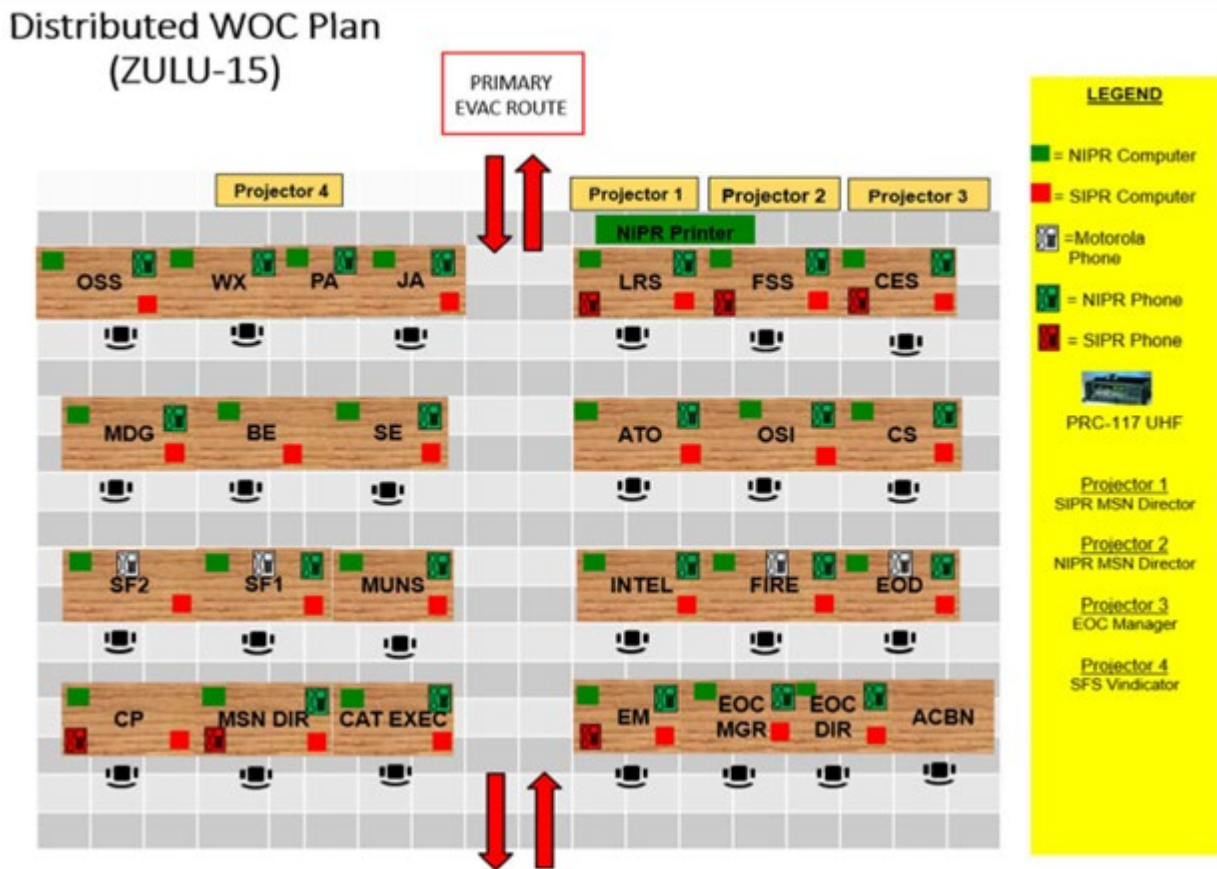 Distributed WOC Plan
(ZULU-15)
PRIMARY
EVAC ROUTE
Projector 4
Projector 1
Projector 2
Projector 3
NIPR Printer
OSS
WX
PA
JA
LRS
FSS
CES
MDG
BE
SE
ATO
OSI
CS
SF2
SF1
MUNS
INTEL
FIRE
EOD
CP
MSN DIR
CAT EXEC
EM
EOC
MGR
EOC
DIR
ACBN
LEGEND
= NIPR Computer
= SIPR Computer
=Motorola
Phone
= NIPR Phone
= SIPR Phone
PRC-117 UHF
Projector 1
SIPR MSN Director
Projector 2
NIPR MSN Director
Projector 3
EOC Manager
Projector 4
SFS Vindicator